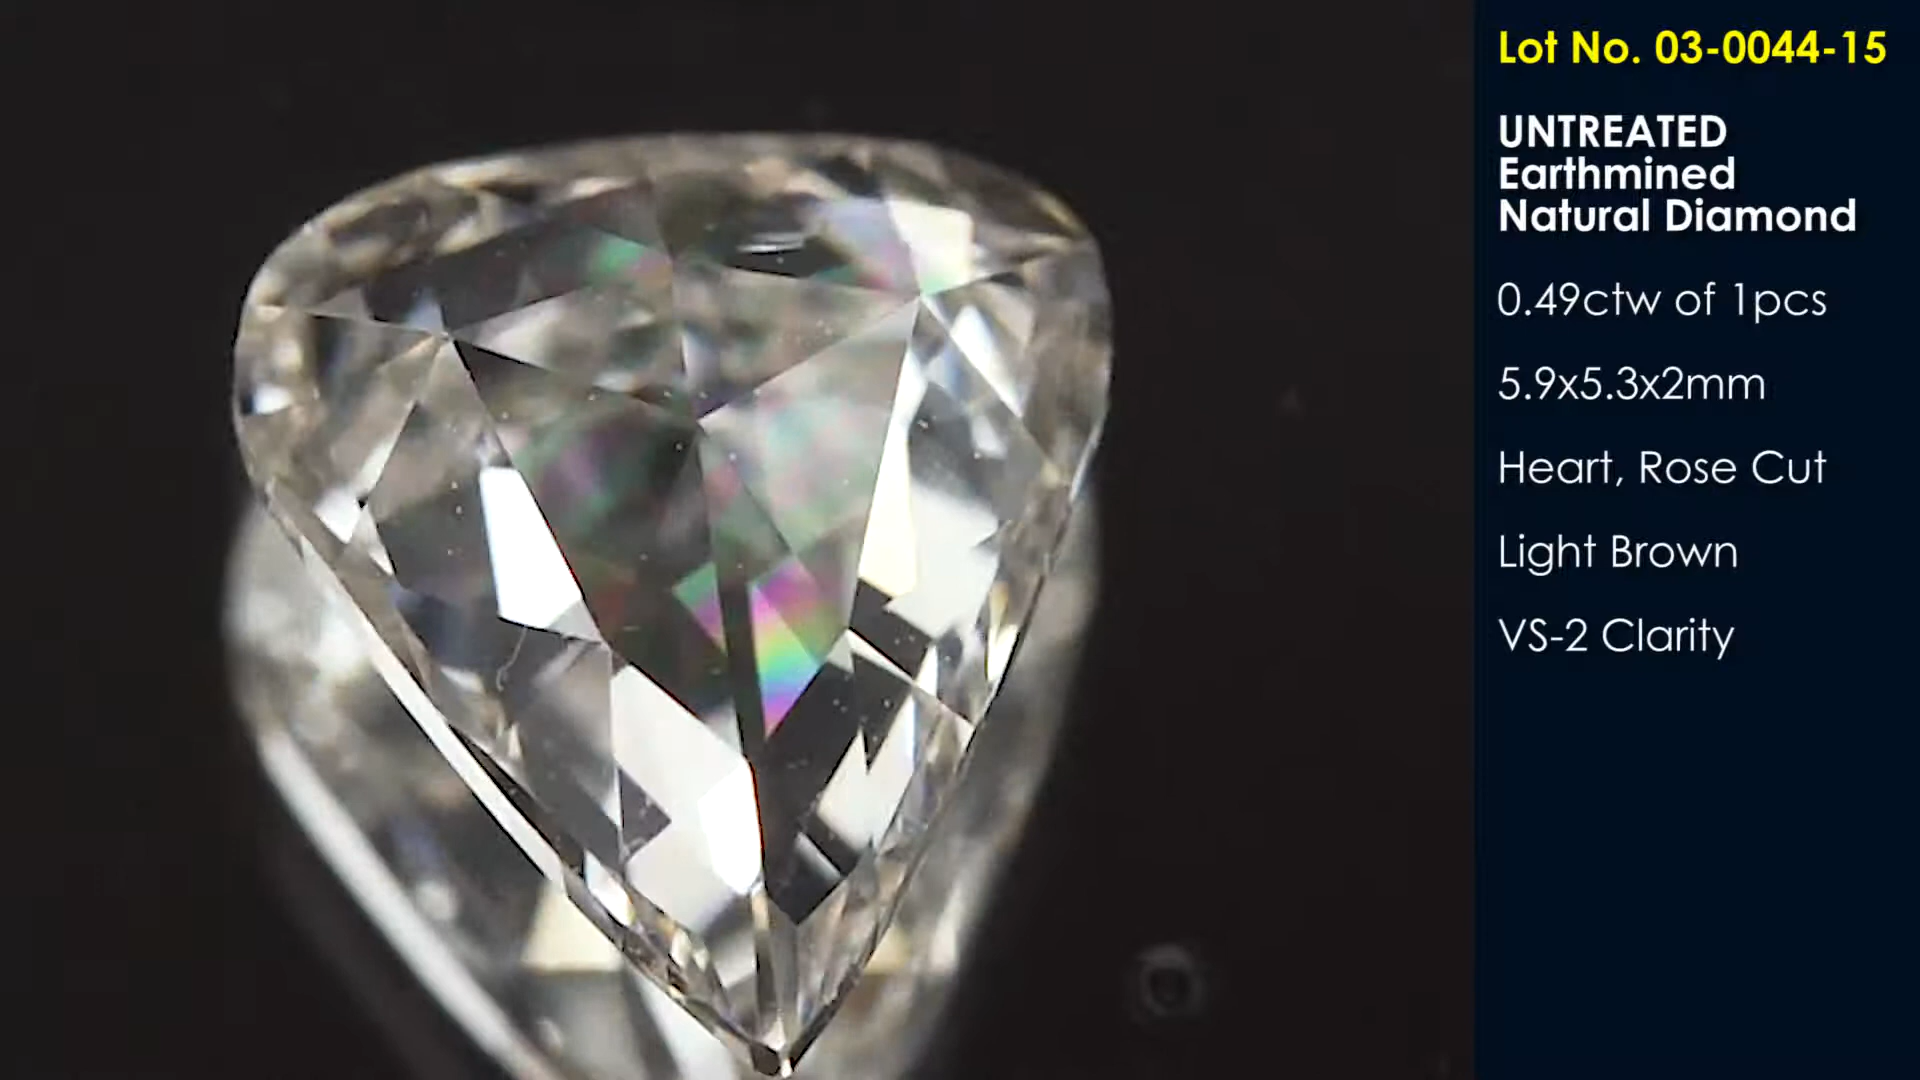 Lot No. 03-0044-15
UNTREATED
Earthmined
Natural Diamond
0.49ctw of 1pcs
5.9x5.3x2mm
Heart, Rose Cut
Light Brown
VS-2 Clarity